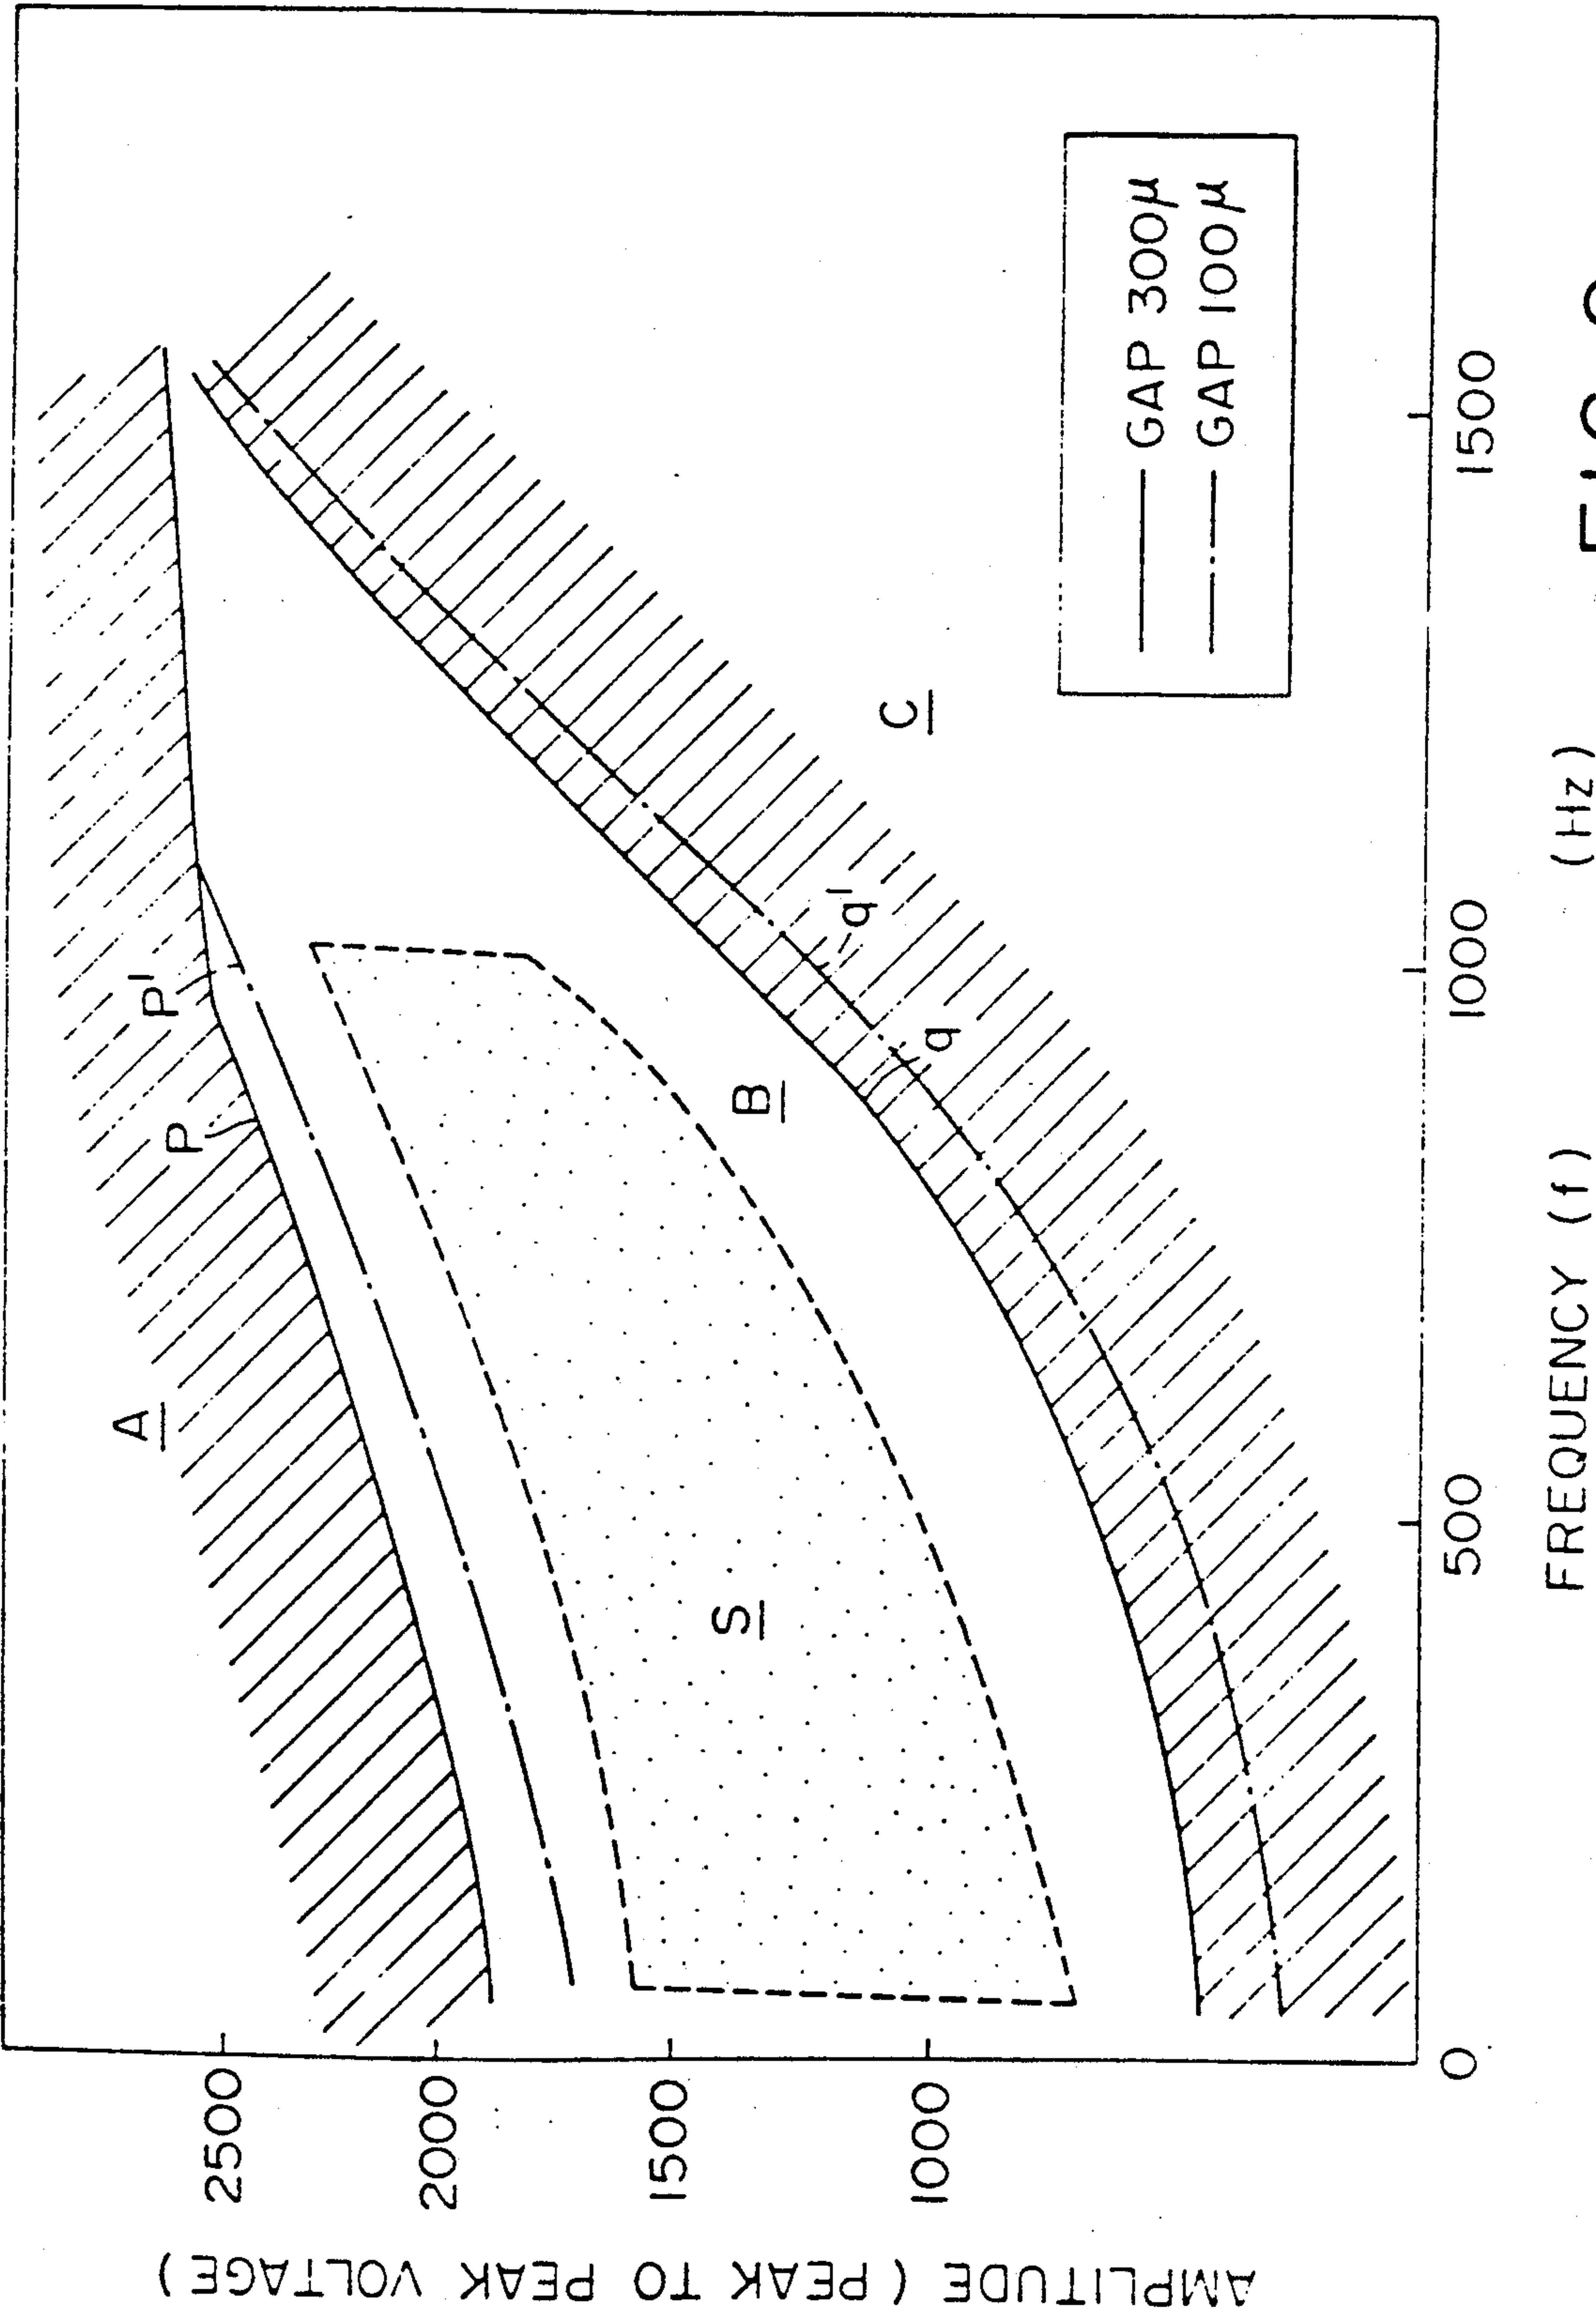 A
P
P'
B
S
q
q'
C
GAP 300μ
GAP 100μ
2500
2000
1500
1000
0
500
1000
1500
AMPLITUDE ( PEAK TO PEAK VOLTAGE )
FREQUENCY (f) (Hz)